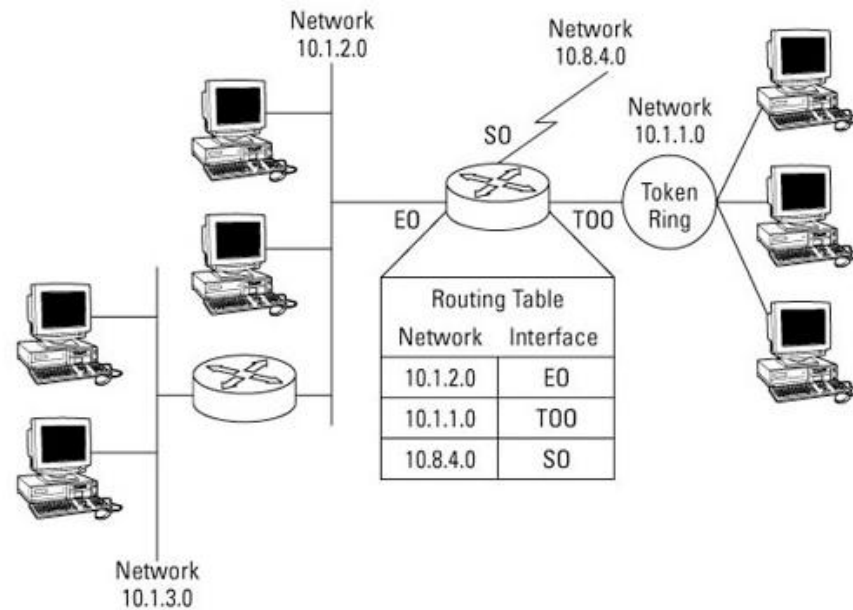 Network
10.1.2.0
Network
10.8.4.0
Network
10.1.1.0
SO
EO
TOO
Token
Ring
Routing Table
Network Interface
10.1.2.0 EO
10.1.1.0 TOO
10.8.4.0 SO
Network
10.1.3.0